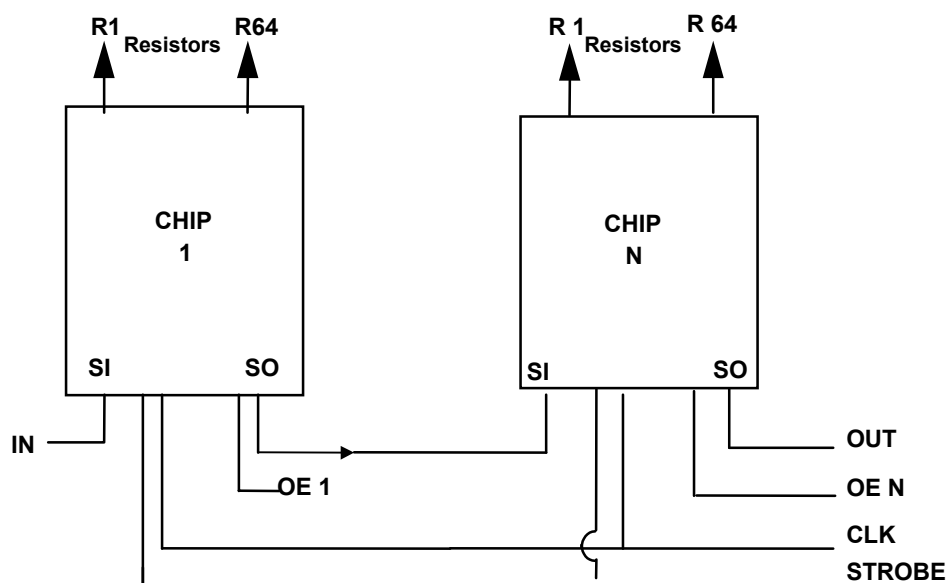 R1 Resistors R64
R 1 Resistors R 64
CHIP
1
CHIP
N
SI SO
SI SO
IN
OUT
OE 1
OE N
CLK
STROBE